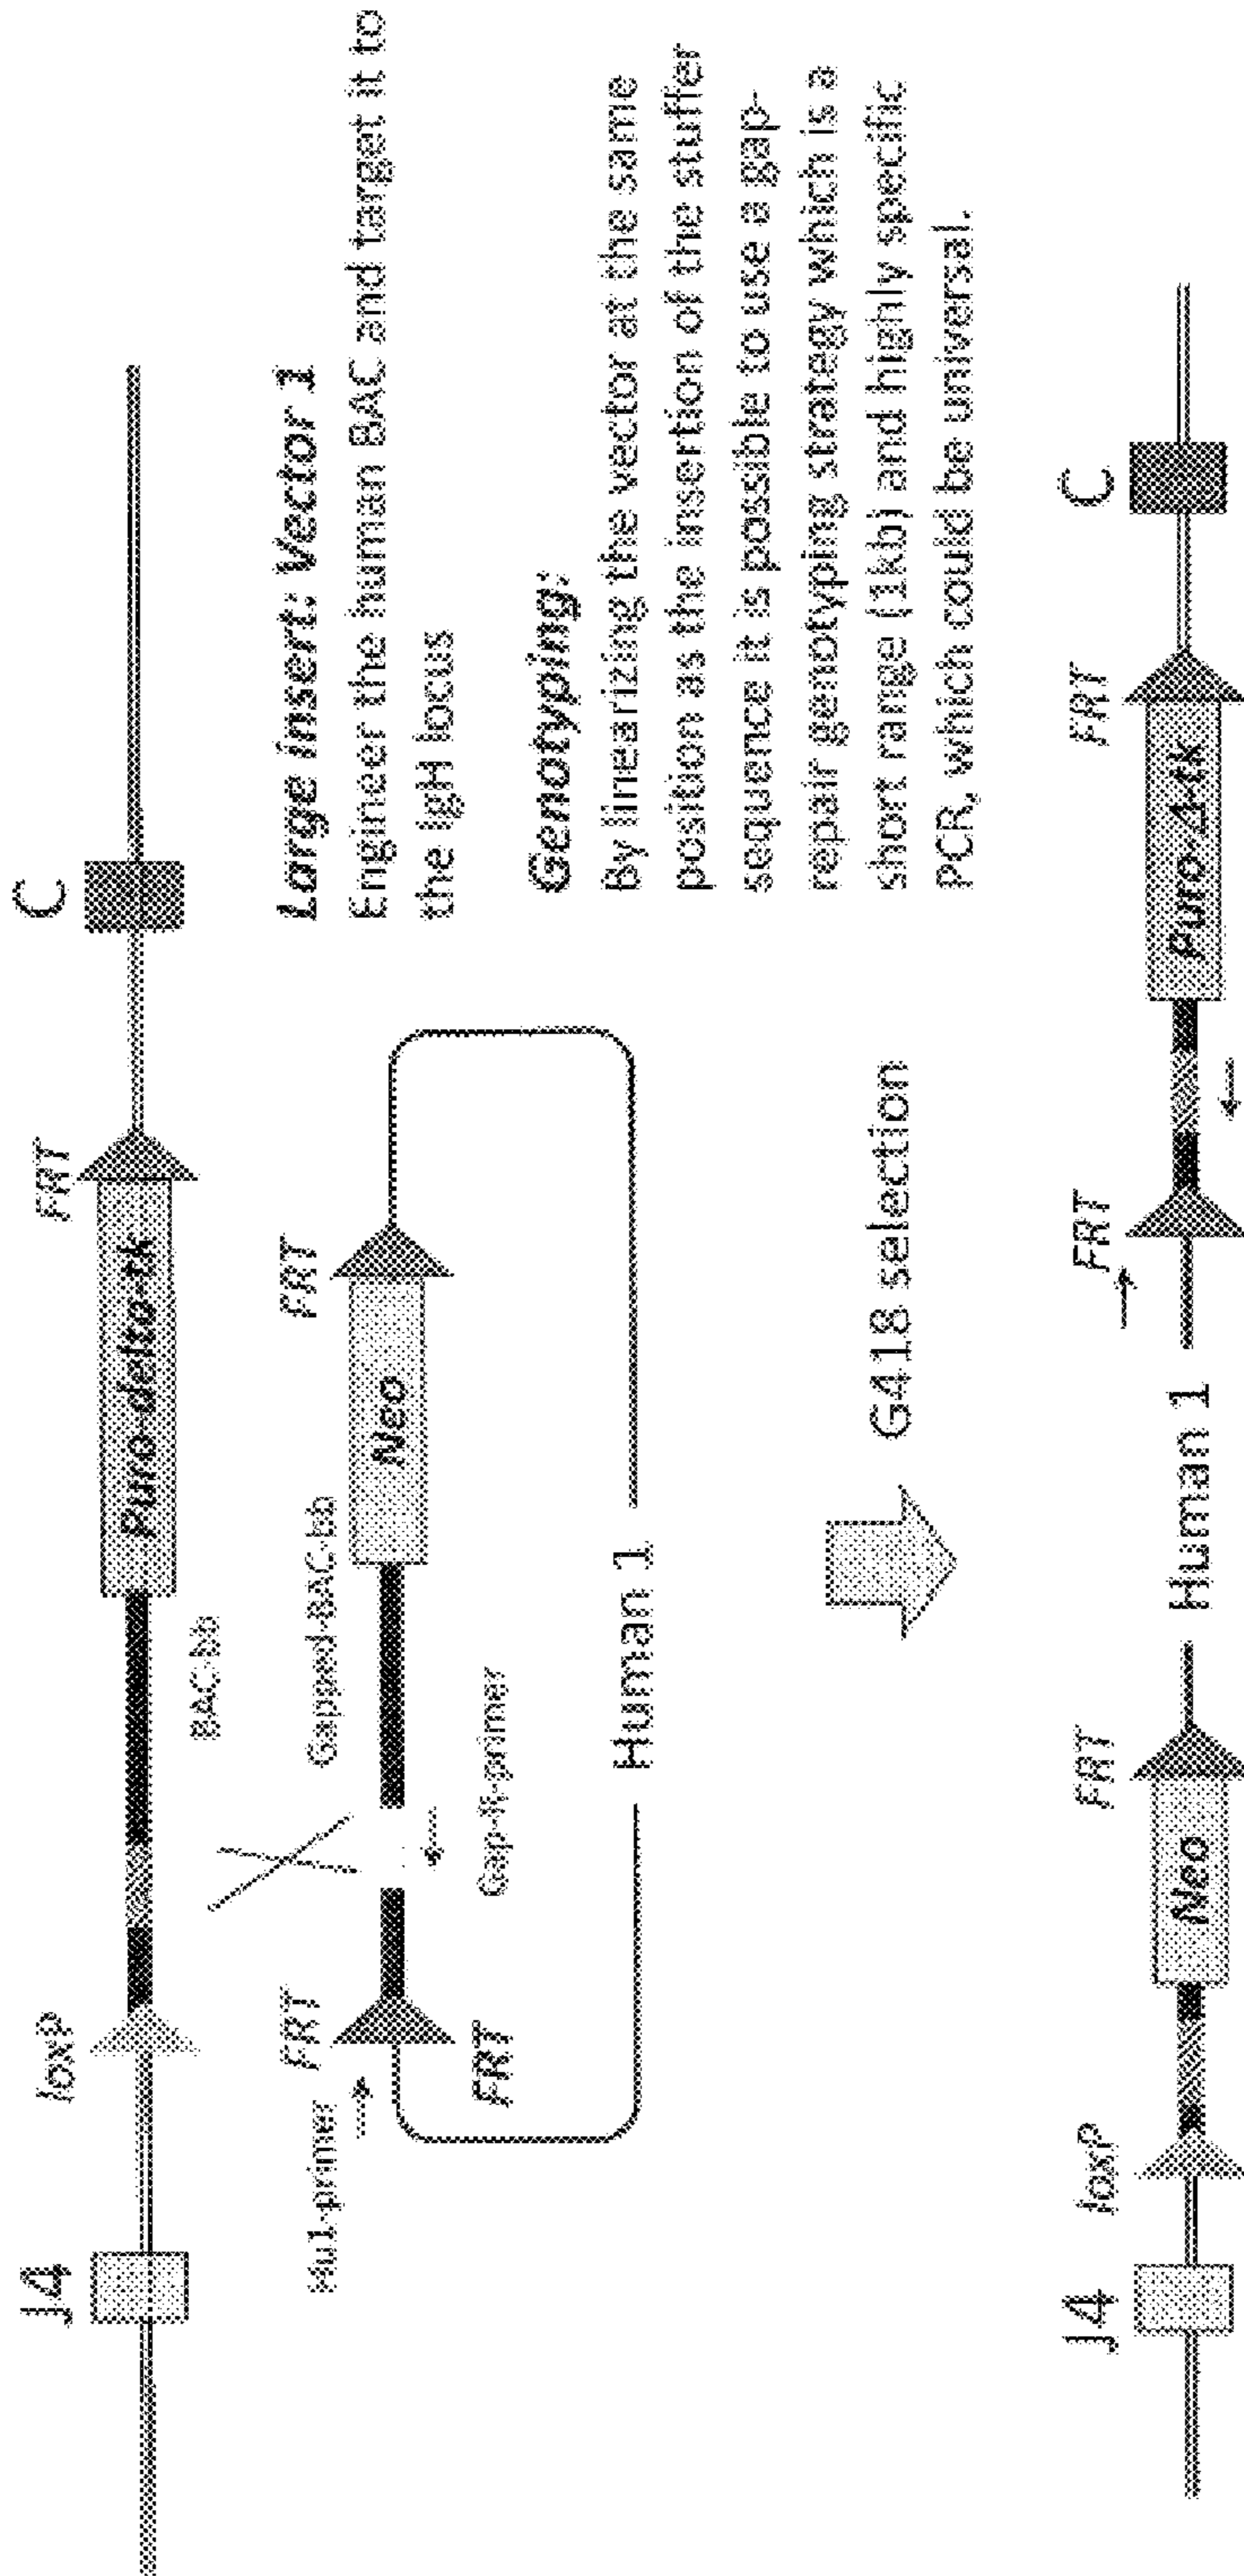 J4
loxP
Puro-delta-tk
FRT
C
BAC-bb
Hu1-primer
FRT
FRT
Gap-R-primer
Gapped-BAC-bb
Neo
FRT
Human 1
Large insert: Vector 1
Engineer the human BAC and target it to
the IgH locus
Genotyping:
By linearizing the vector at the same
position as the insertion of the stuffer
sequence it is possible to use a gap-
repair genotyping strategy which is a
short range (1kb) and highly specific
PCR, which could be universal.
G418 selection
J4
loxP
Neo
FRT
Human 1
FRT
Puro-Δ-tk
FRT
C